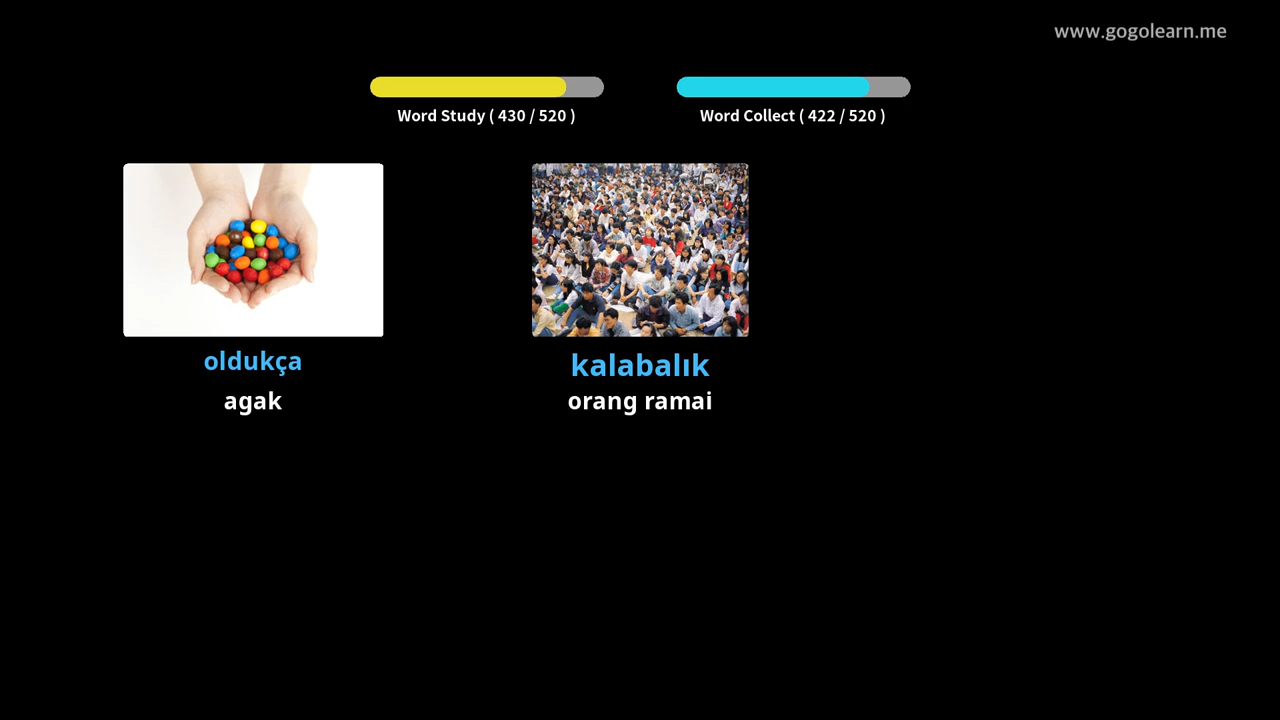 www.gogolearn.me
Word Study ( 430 / 520 )
Word Collect ( 422 / 520 )
oldukça
agak
kalabalık
orang ramai